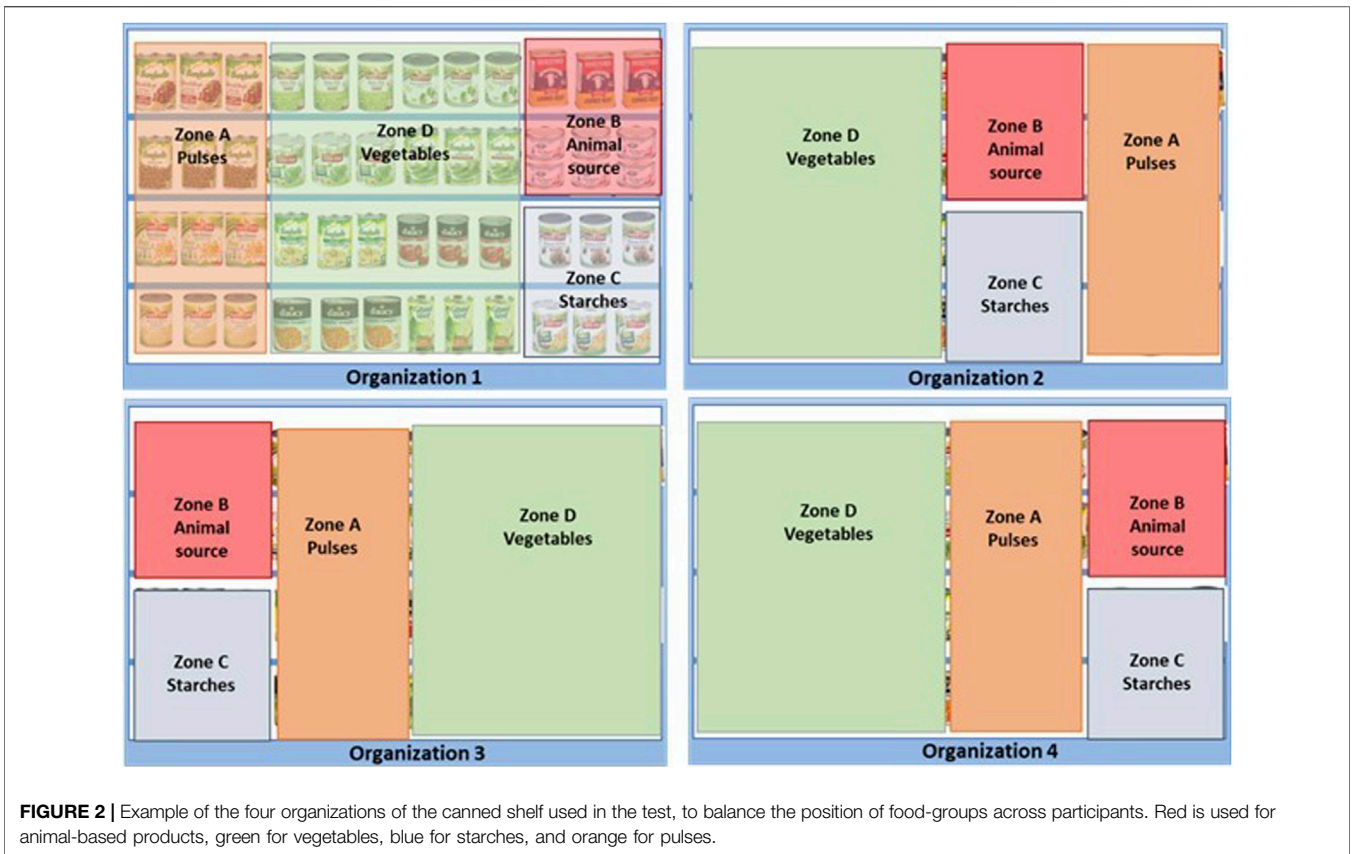 Zone A
Pulses
Zone D
Vegetables
Zone B
Animal
source
Zone C
Starches
Organization 1
Zone D
Vegetables
Zone B
Animal
source
Zone A
Pulses
Zone C
Starches
Organization 2
Zone B
Animal
source
Zone A
Pulses
Zone D
Vegetables
Zone C
Starches
Organization 3
Zone D
Vegetables
Zone A
Pulses
Zone B
Animal
source
Zone C
Starches
Organization 4
FIGURE 2 | Example of the four organizations of the canned shelf used in the test, to balance the position of food-groups across participants. Red is used for
animal-based products, green for vegetables, blue for starches, and orange for pulses.